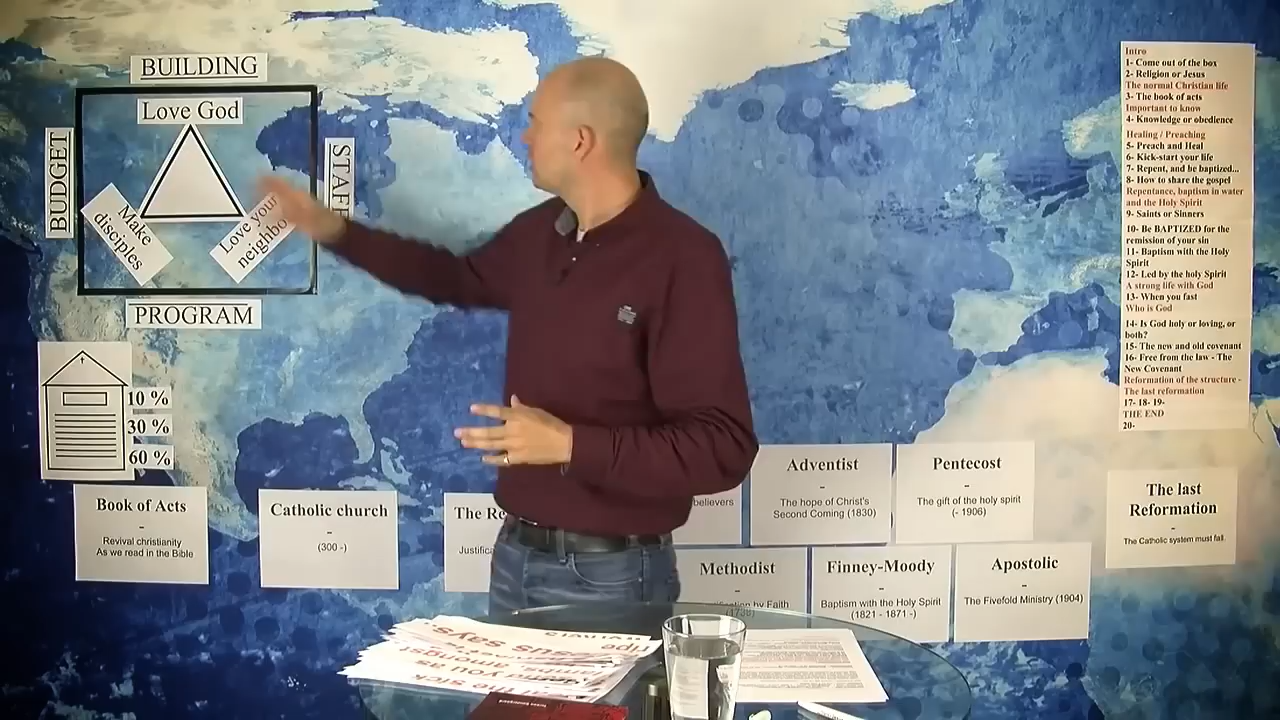 BUILDING
Love God
BUDGET
STAFF
Make
disciples
Love your
PROGRAM
10 %
30 %
60 %
Book of Acts
-
Revival christianity
As we read in the Bible
Catholic church
-
(300 -)
The
believers
Adventist
-
The hope of Christ's
Second Coming (1830)
Pentecost
-
The gift of the holy spirit
(- 1906)
Methodist
-
by Faith
Finney-Moody
-
Baptism with the Holy Spirit
(1821 - 1871 -)
Apostolic
-
The Fivefold Ministry (1904)
The last
Reformation
-
The Catholic system must fall.
Intro
1- Come out of the box
2- Religion or Jesus
The normal Christian life
3- The book of acts
Important to know
4- Knowledge or obedience
Healing / Preaching
5- Preach and Heal
6- Kick-start your life
7- Repent, and be baptized...
8- How to share the gospel
Repentance, baptism in water
and the Holy Spirit
9- Saints or Sinners
10- Be BAPTIZED for the
remission of your sin
11- Baptism with the Holy
Spirit
12- Led by the holy Spirit
A strong life with God
13- When you fast
Who is God
14- Is God holy or loving, or
both?
15- The new and old covenant
16- Free from the law - The
New Covenant
Reformation of the structure -
The last reformation
17- 18- 19-
THE END
20-
says:
you as
sick